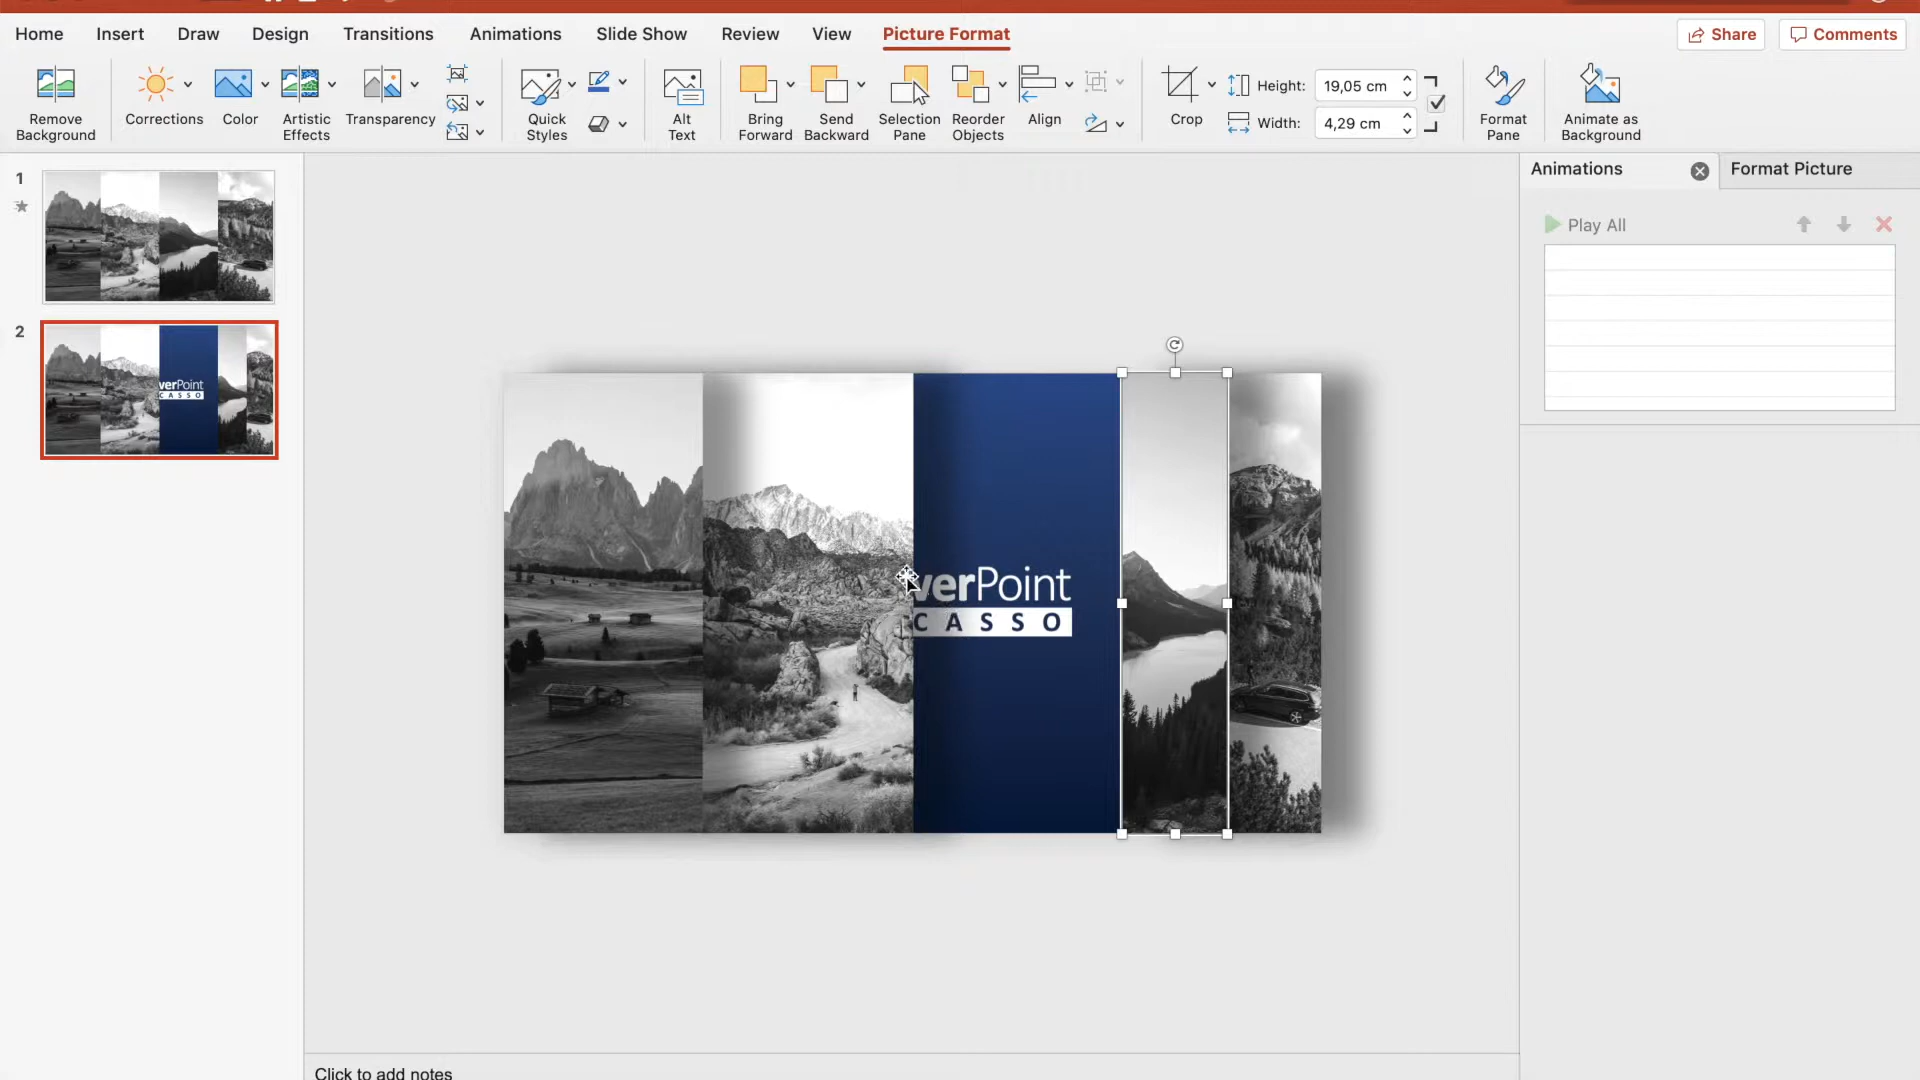 Home Insert Draw Design Transitions Animations Slide Show Review View Picture Format Share Comments
Remove Background
Corrections
Color
Artistic Effects
Transparency
Quick Styles
Alt Text
Bring Forward
Send Backward
Selection Pane
Reorder Objects
Align
Crop
Height: 19,05 cm
Width: 4,29 cm
Format Pane
Animate as Background
1
2
verPoint
CASSO
verPoint
CASSO
Animations
Format Picture
Play All
Click to add notes